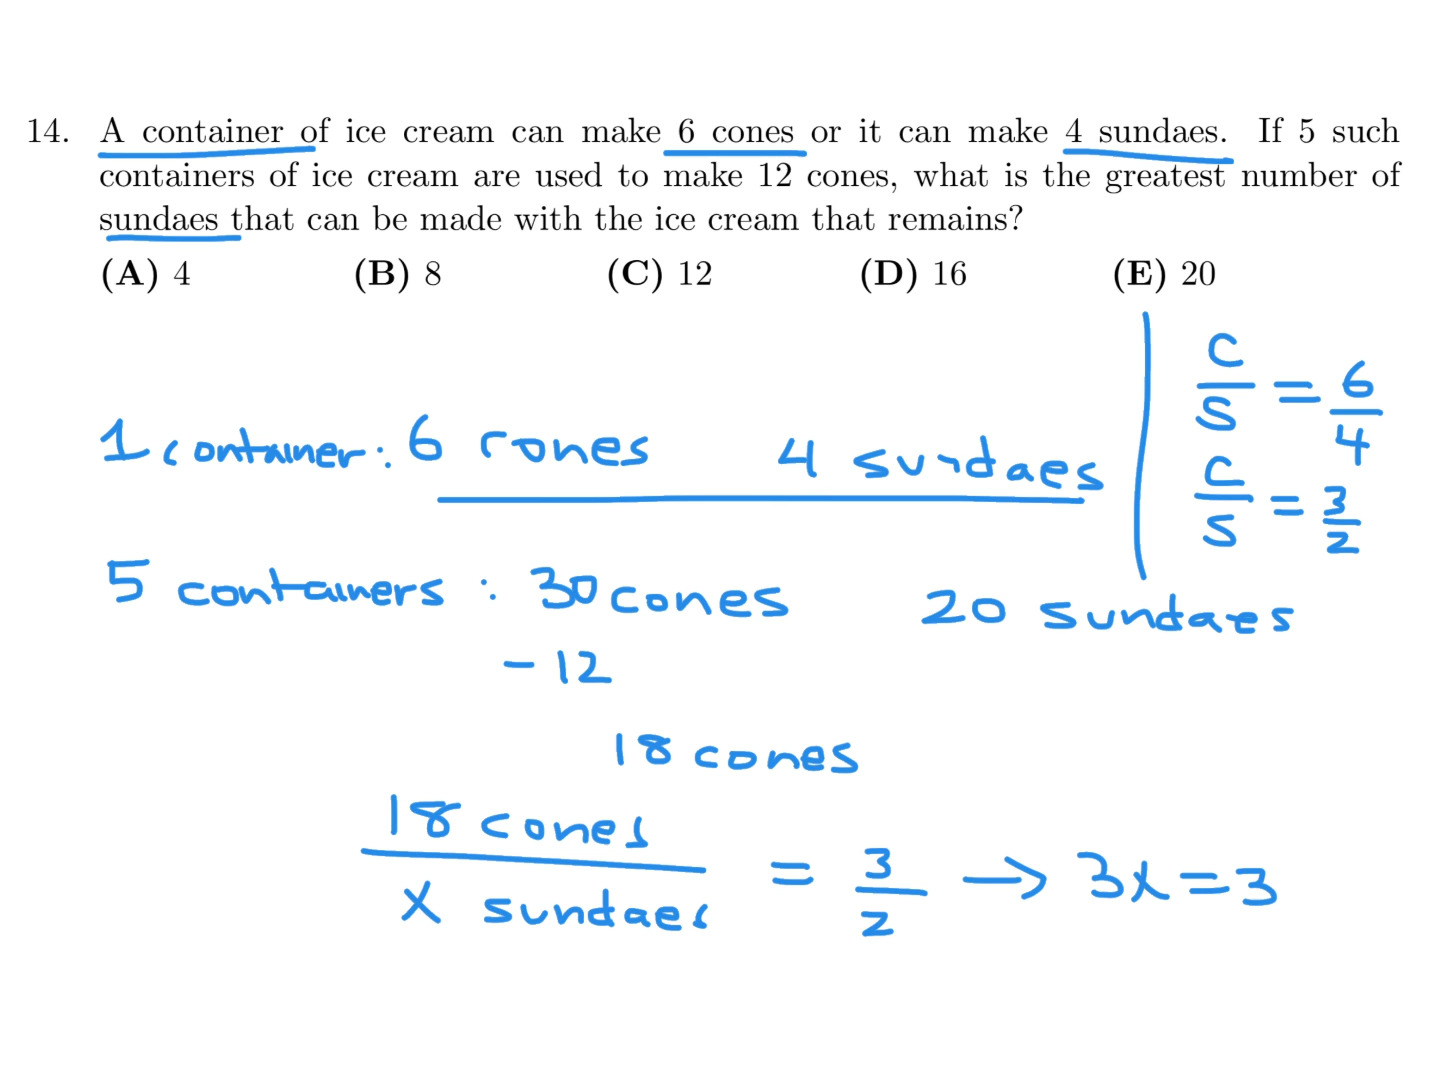 14. A container of ice cream can make 6 cones or it can make 4 sundaes. If 5 such
containers of ice cream are used to make 12 cones, what is the greatest number of
sundaes that can be made with the ice cream that remains?
(A) 4 (B) 8 (C) 12 (D) 16 (E) 20
C/S = 6/4
1 container: 6 cones 4 sundaes
C/S = 3/2
5 containers : 30 cones 20 sundaes
- 12
18 cones
18 cones / x sundaes = 3/2 → 3x = 3